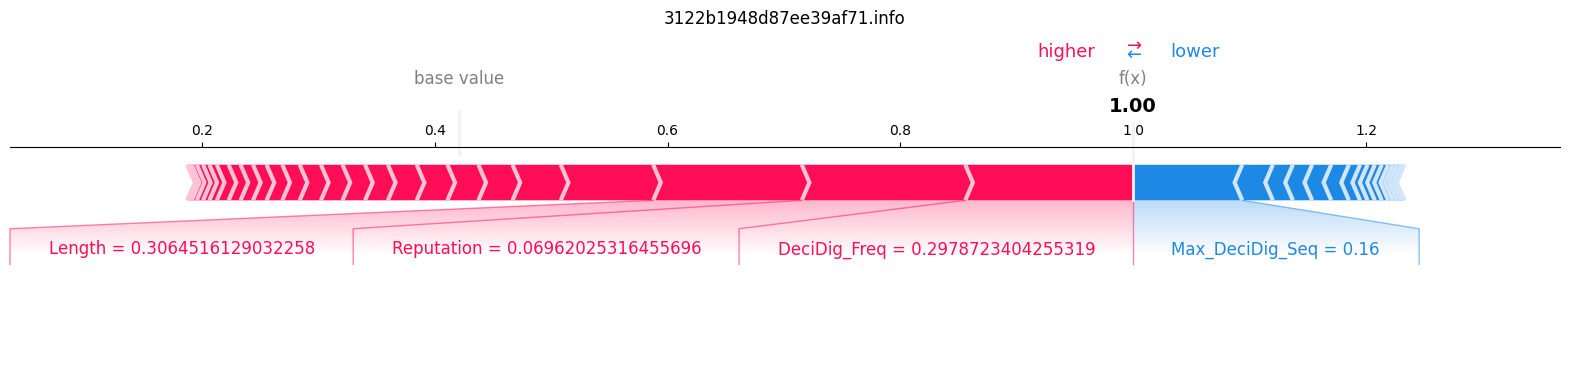 3122b1948d87ee39af71.info
higher ⇄ lower
base value f(x)
1.00
0.2 0.4 0.6 0.8 1.0 1.2
Length = 0.3064516129032258 Reputation = 0.06962025316455696 DeciDig_Freq = 0.2978723404255319 Max_DeciDig_Seq = 0.16